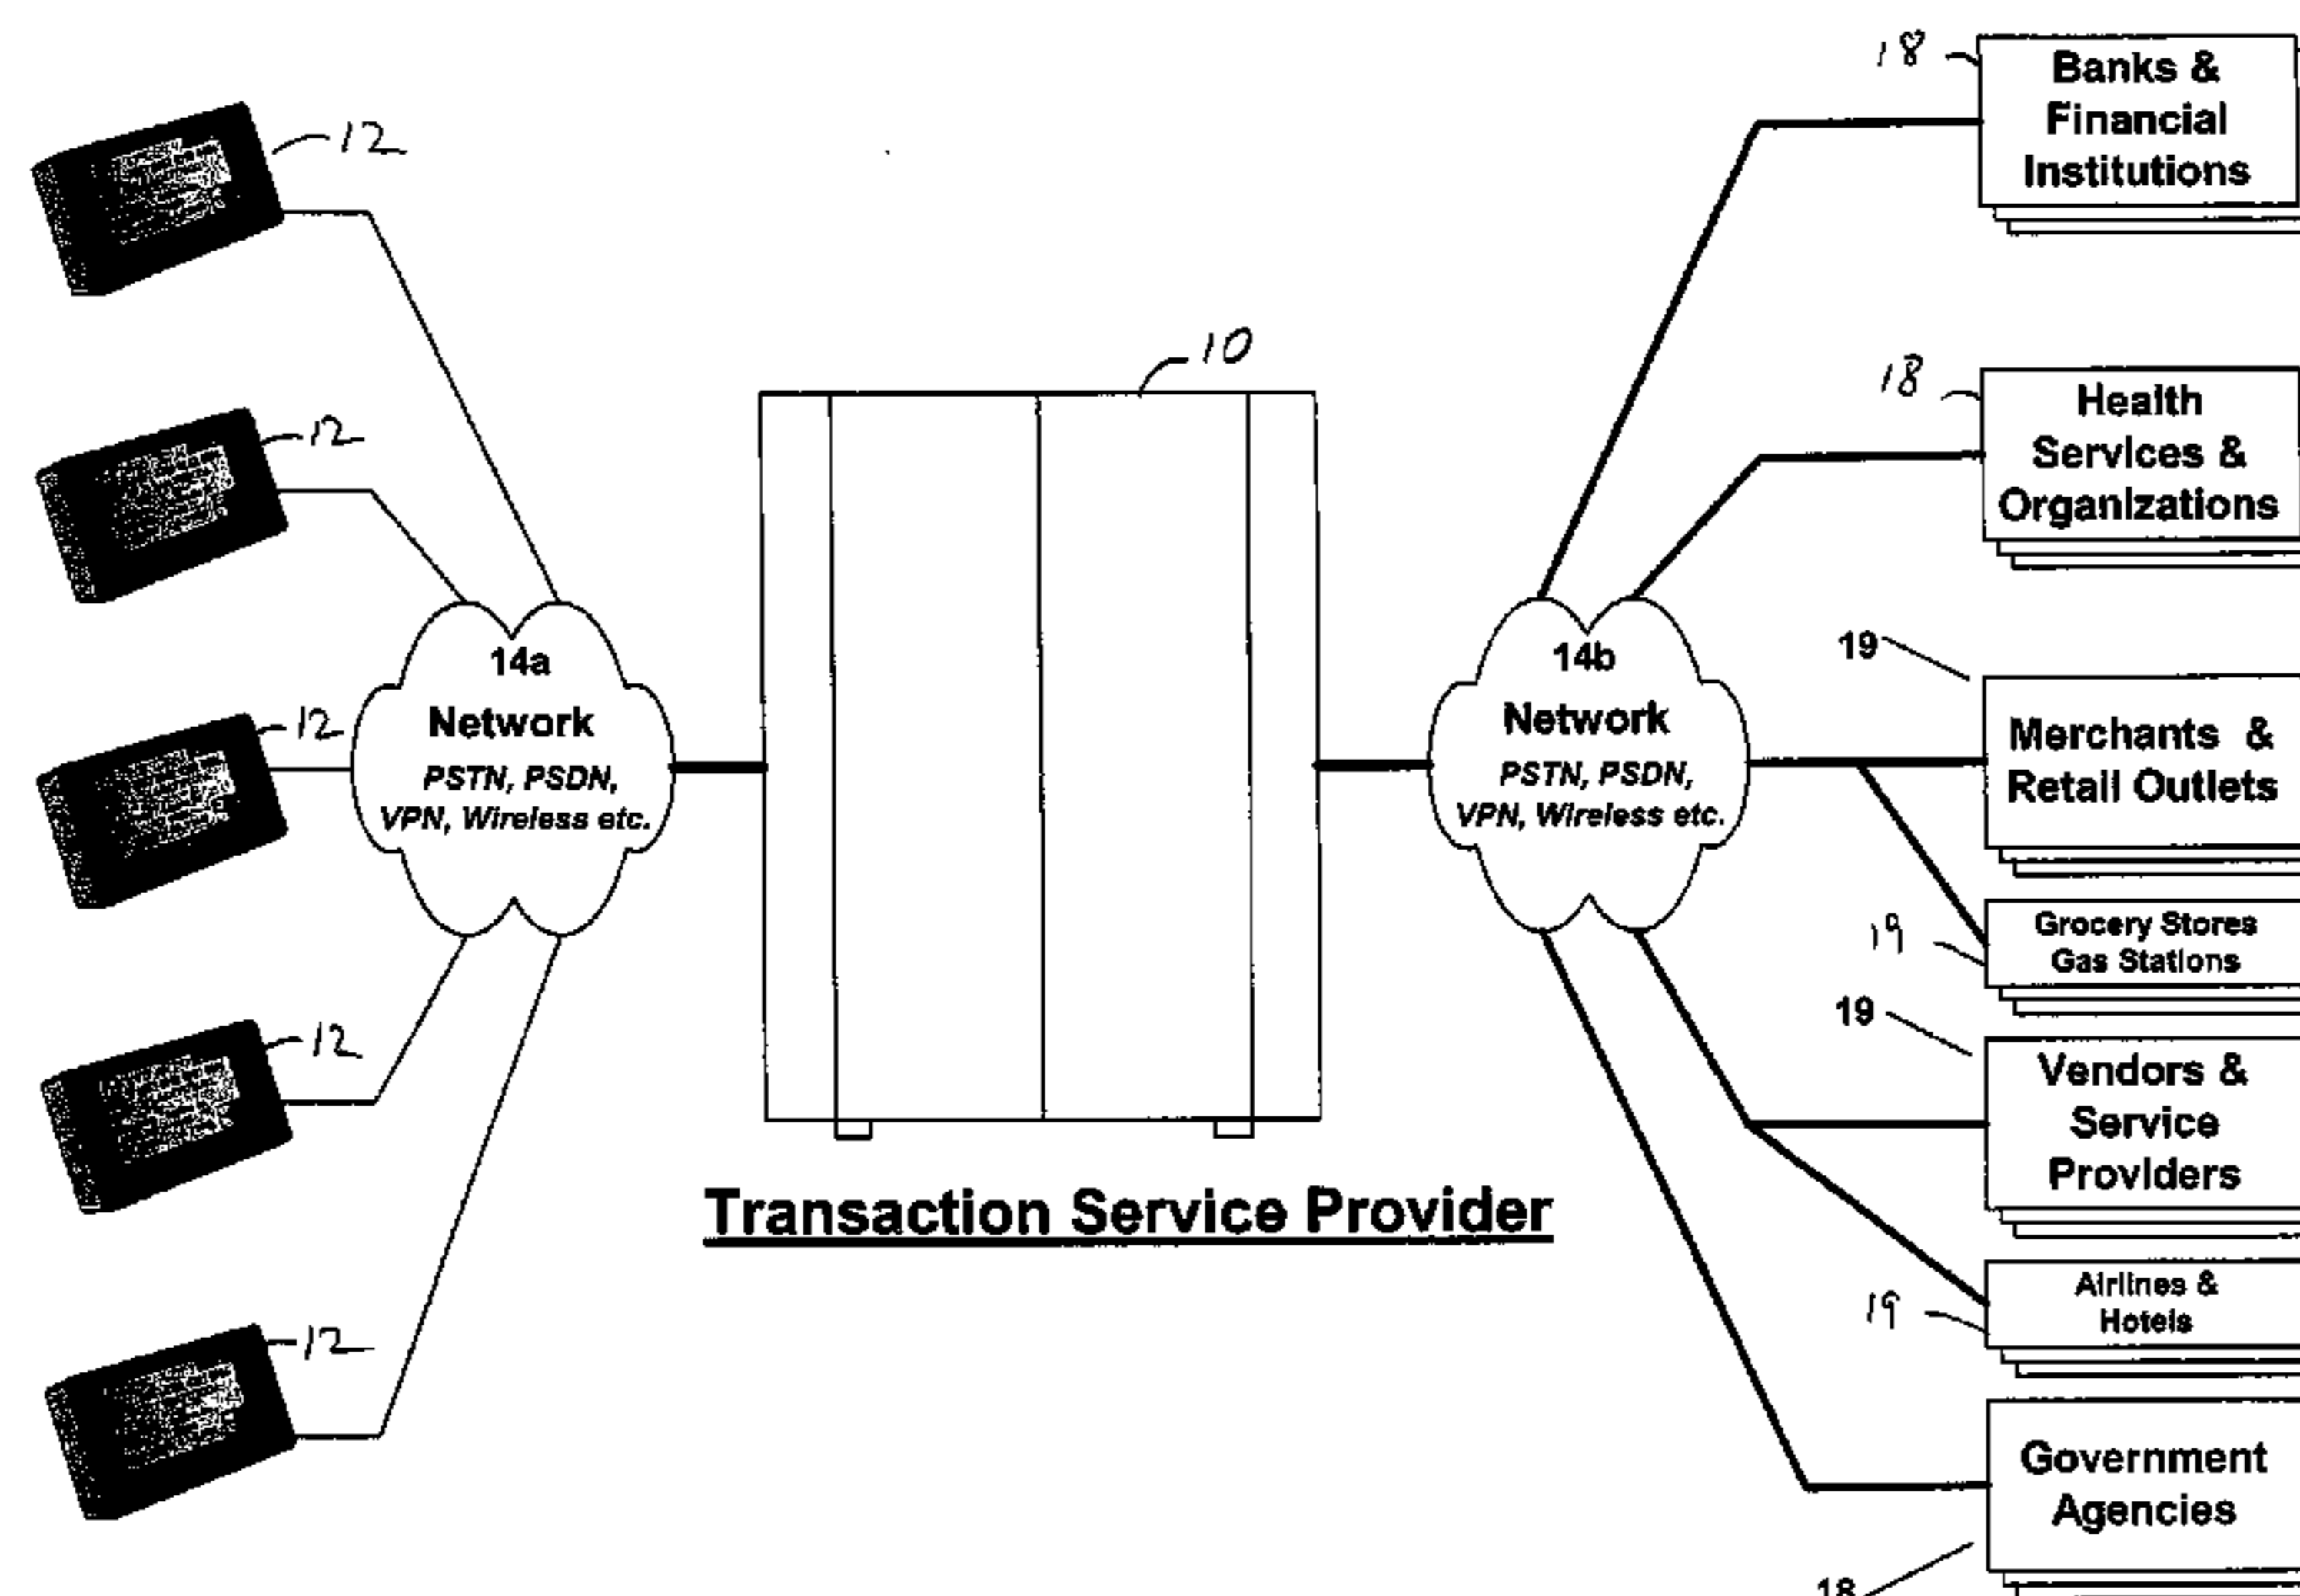 12
12
12
12
12
14a
Network
PSTN, PSDN,
VPN, Wireless etc.
10
Transaction Service Provider
14b
Network
PSTN, PSDN,
VPN, Wireless etc.
18
Banks &
Financial
Institutions
18
Health
Services &
Organizations
19
Merchants &
Retail Outlets
19
Grocery Stores
Gas Stations
19
Vendors &
Service
Providers
19
Airlines &
Hotels
Government
Agencies
18